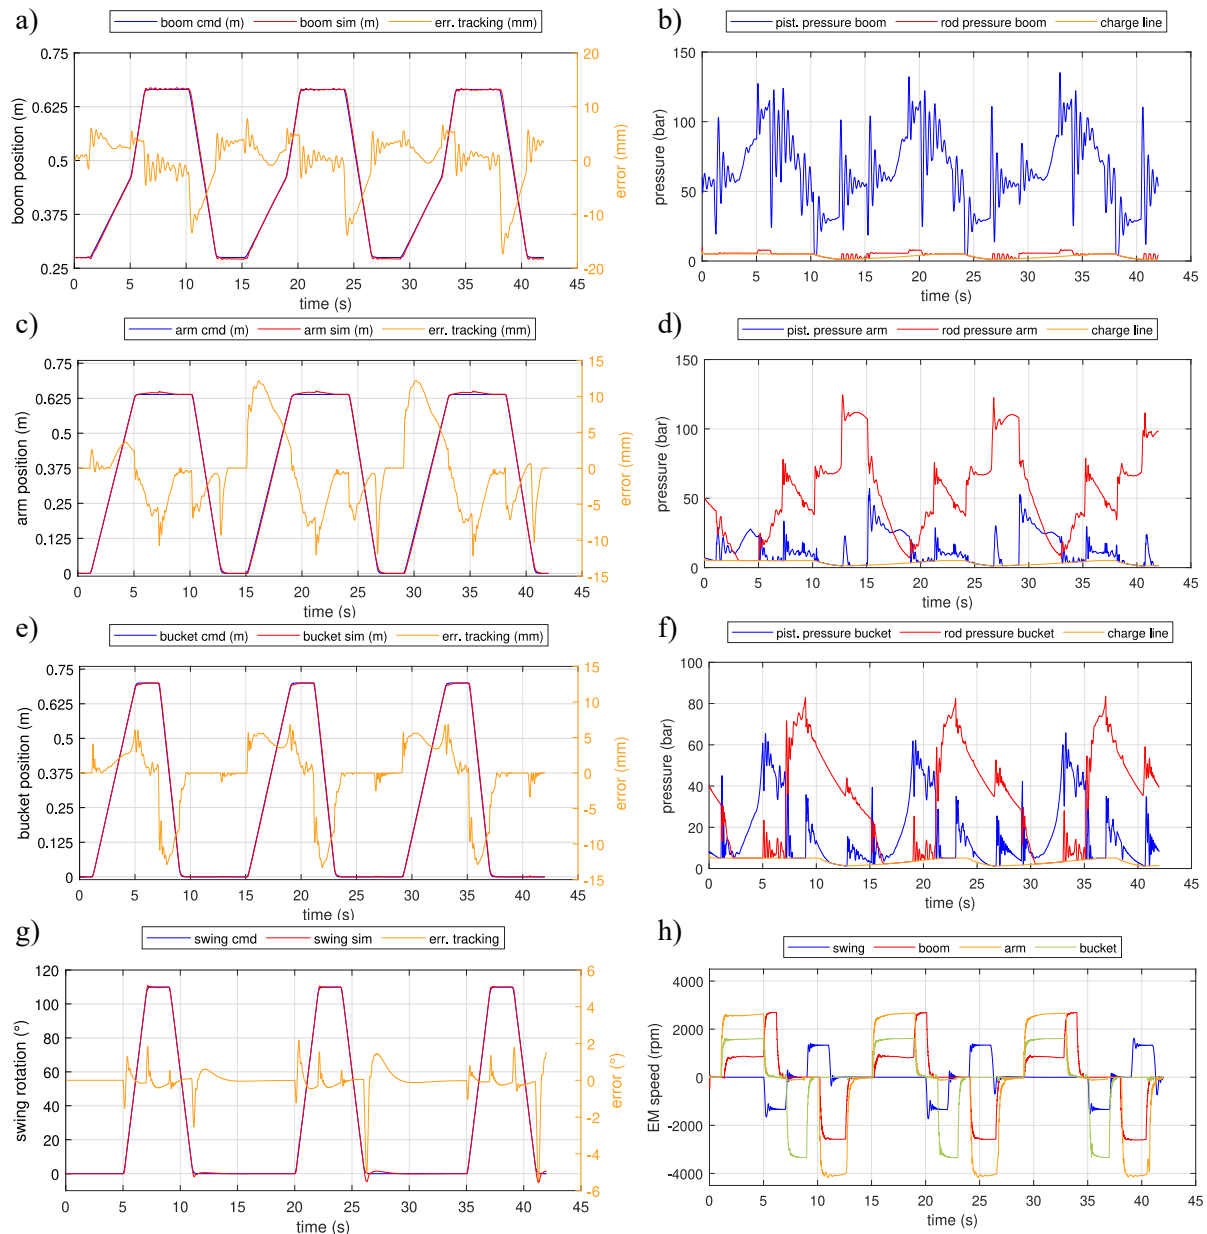 a)
boom cmd (m) boom sim (m) err. tracking (mm)
0.75 0.625 0.5 0.375 0.25
boom position (m)
20 10 0 -10 -20
error (mm)
0 5 10 15 20 25 30 35 40 45
time (s)
b)
pist. pressure boom rod pressure boom charge line
150 100 50 0
pressure (bar)
0 5 10 15 20 25 30 35 40 45
time (s)
c)
arm cmd (m) arm sim (m) err. tracking (mm)
0.75 0.625 0.5 0.375 0.25 0.125 0
arm position (m)
15 10 5 0 -5 -10 -15
error (mm)
0 5 10 15 20 25 30 35 40 45
time (s)
d)
pist. pressure arm rod pressure arm charge line
150 100 50 0
pressure (bar)
0 5 10 15 20 25 30 35 40 45
time (s)
e)
bucket cmd (m) bucket sim (m) err. tracking (mm)
0.75 0.625 0.5 0.375 0.25 0.125 0
bucket position (m)
15 10 5 0 -5 -10 -15
error (mm)
0 5 10 15 20 25 30 35 40 45
time (s)
f)
pist. pressure bucket rod pressure bucket charge line
100 80 60 40 20 0
pressure (bar)
0 5 10 15 20 25 30 35 40 45
time (s)
g)
swing cmd swing sim err. tracking
120 100 80 60 40 20 0
swing rotation (°)
6 4 2 0 -2 -4 -6
error (°)
0 5 10 15 20 25 30 35 40 45
time (s)
h)
swing boom arm bucket
4000 2000 0 -2000 -4000
EM speed (rpm)
0 5 10 15 20 25 30 35 40 45
time (s)